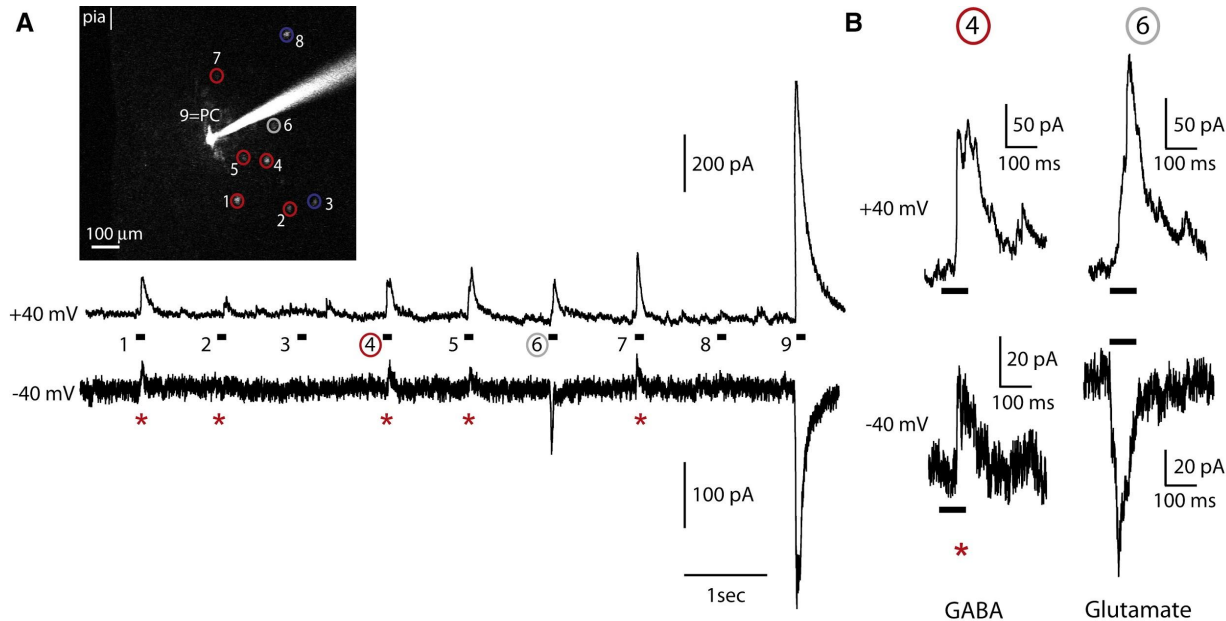 A
pia
7
8
9=PC
6
5
4
1
2
3
100 μm
200 pA
+40 mV
1 2 3 4 5 6 7 8 9
-40 mV
* * * * *
100 pA
1sec
B
4
6
50 pA
100 ms
50 pA
100 ms
+40 mV
20 pA
100 ms
-40 mV
20 pA
100 ms
*
GABA
Glutamate